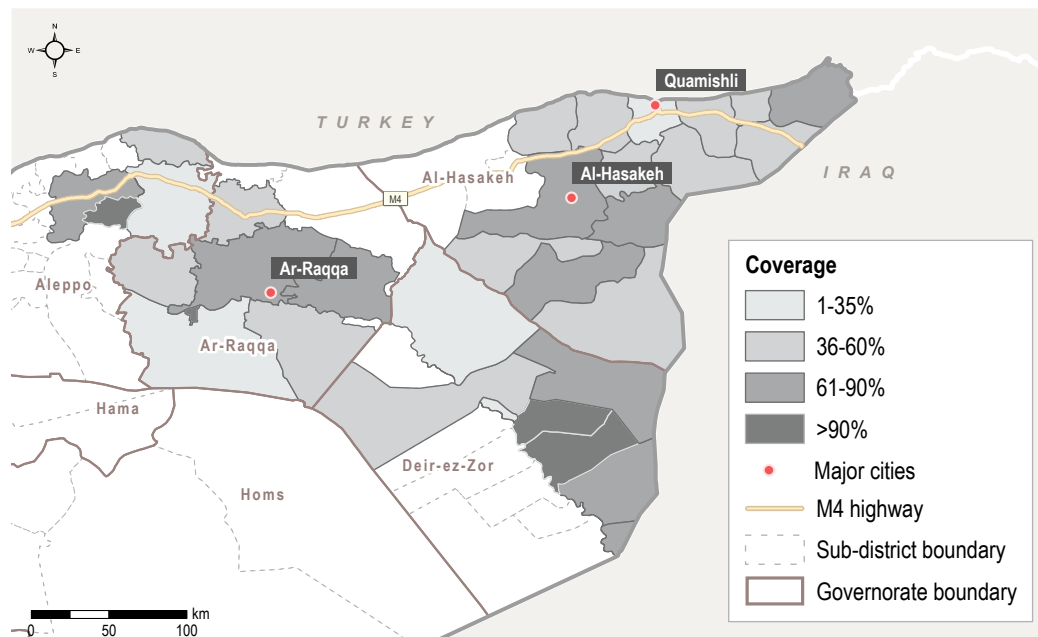 N
W E
S
TURKEY
Quamishli
IRAQ
Al-Hasakeh
Al-Hasakeh
M4
Ar-Raqqa
Aleppo
Ar-Raqqa
Hama
Deir-ez-Zor
Homs
Coverage
1-35%
36-60%
61-90%
>90%
Major cities
M4 highway
Sub-district boundary
Governorate boundary
km
0 50 100